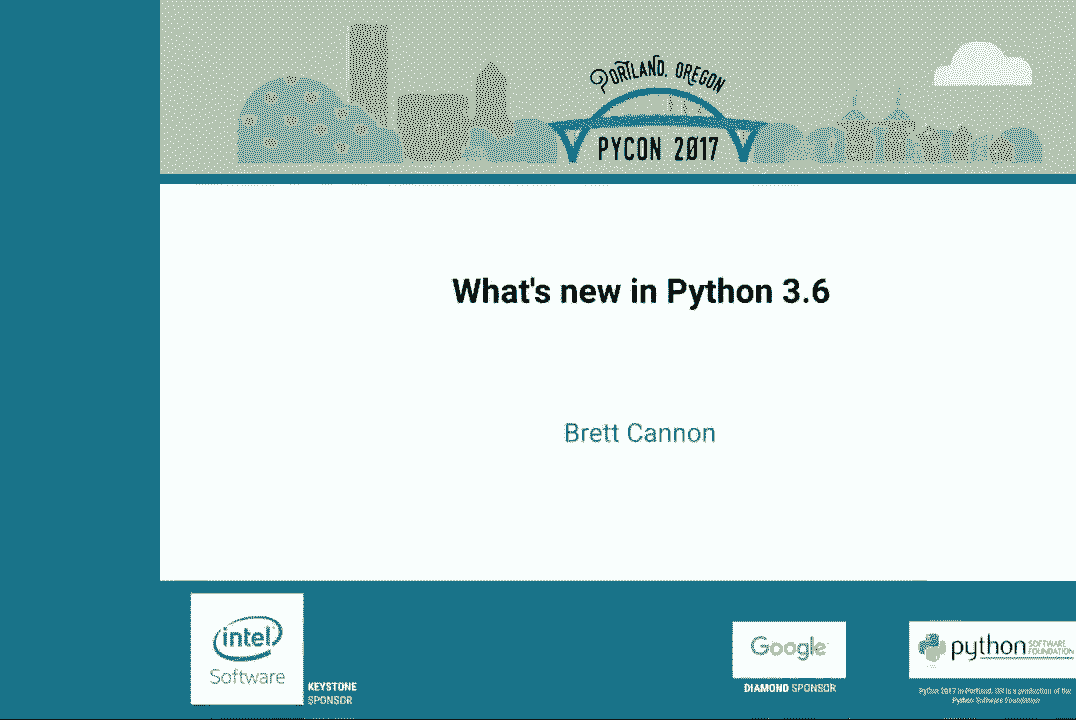 PORTLAND, OREGON
PYCON 2017
What's new in Python 3.6
Brett Cannon
intel
Software
KEYSTONE
SPONSOR
Google
DIAMOND SPONSOR
python SOFTWARE
FOUNDATION
PyCon 2017 in Portland, OR is a production of the
Python Software Foundation